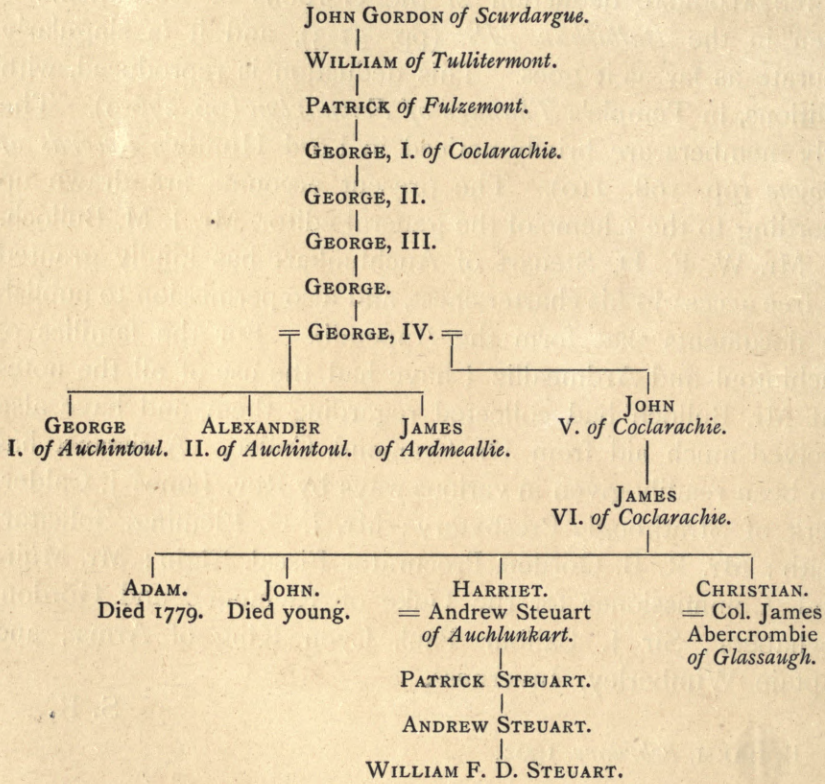 JOHN GORDON of Scurdargue.
WILLIAM of Tullitermont.
PATRICK of Fulzemont.
GEORGE, I. of Coclarachie.
GEORGE, II.
GEORGE, III.
GEORGE.
= GEORGE, IV. =
GEORGE
I. of Auchintoul.
ALEXANDER
II. of Auchintoul.
JAMES
of Ardmeallie.
JOHN
V. of Coclarachie.
JAMES
VI. of Coclarachie.
ADAM.
Died 1779.
JOHN.
Died young.
HARRIET.
= Andrew Steuart
of Auchlunkart.
PATRICK STEUART.
ANDREW STEUART.
WILLIAM F. D. STEUART.
CHRISTIAN.
= Col. James
Abercrombie
of Glassaugh.